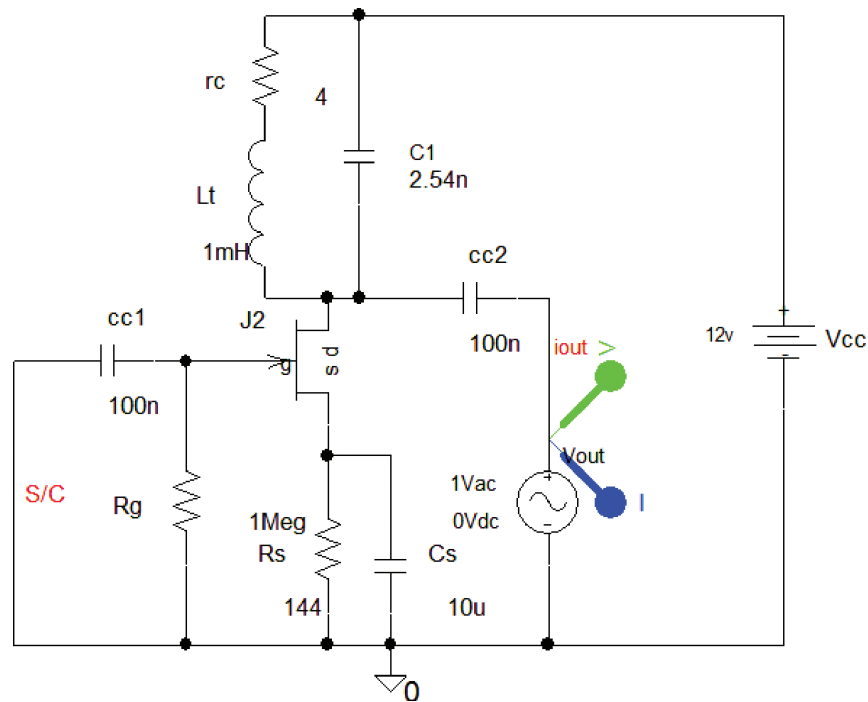 rc
4
C1
2.54n
Lt
1mH
cc2
cc1
J2
+
12v
Vcc
-
100n
iout
>
g
s d
100n
Vout
I
S/C
Rg
1Meg
Rs
144
Cs
10u
1Vac
0Vdc
+
-
0